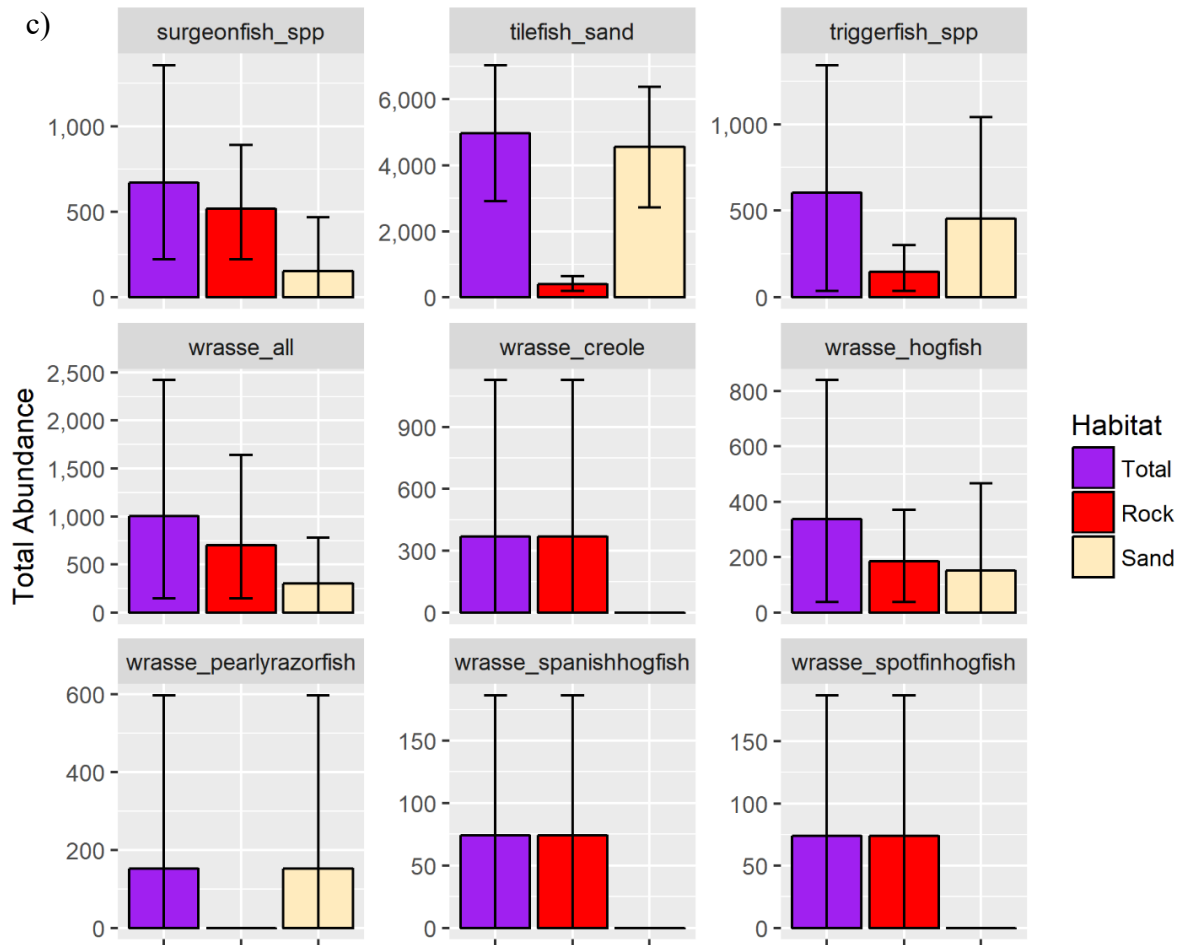 c)
surgeonfish_spp
tilefish_sand
triggerfish_spp
1,000
500
0
6,000
4,000
2,000
0
1,000
500
0
wrasse_all
wrasse_creole
wrasse_hogfish
2,500
2,000
1,500
1,000
500
0
900
600
300
0
800
600
400
200
0
wrasse_pearlyrazorfish
wrasse_spanishhogfish
wrasse_spotfinhogfish
600
400
200
0
150
100
50
0
150
100
50
0
Total Abundance
Habitat
Total
Rock
Sand